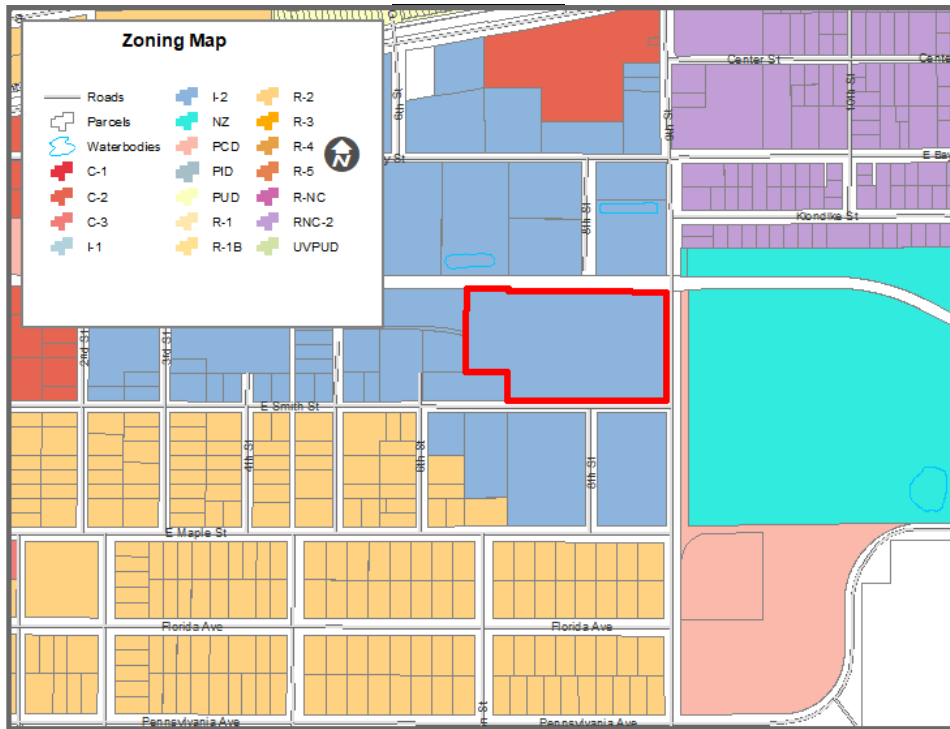 Zoning Map
Roads
Parcels
Waterbodies
C-1
C-2
C-3
I-1
I-2
NZ
PCD
PID
PUD
R-1
R-1B
R-2
R-3
R-4
R-5
R-NC
RNC-2
UVPUD
N
6th St
9th St
Center St
10th St
Cente
y St
E Bay
8th St
Klondike St
2nd St
3rd St
E Smith St
4th St
6th St
8th St
E Maple St
Florida Ave
Florida Ave
Pennsylvania Ave
Pennsylvania Ave